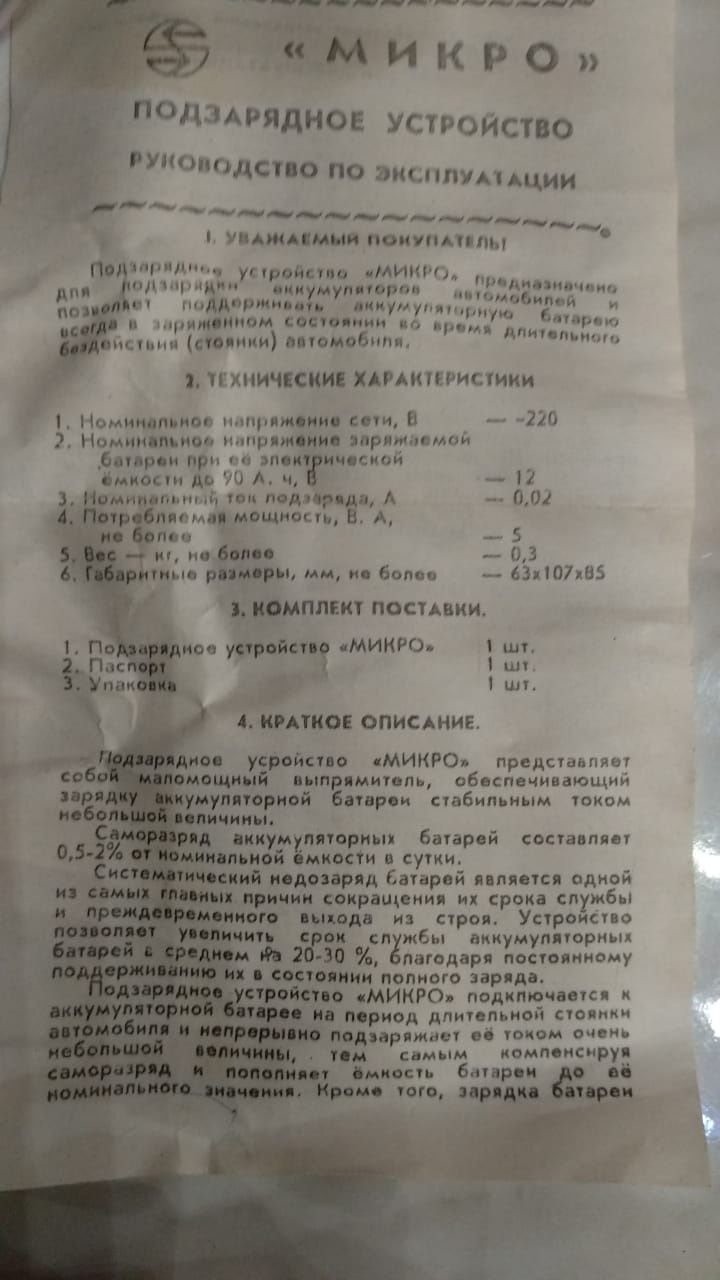 «МИКРО»
ПОДЗАРЯДНОЕ УСТРОЙСТВО
РУКОВОДСТВО ПО ЭКСПЛУАТАЦИИ
1. УВАЖАЕМЫЙ ПОКУПАТЕЛЬ!
Подзарядное устройство «МИКРО» предназначено
для подзарядки аккумуляторов автомобилей и
позволяет поддерживать аккумуляторную батарею
всегда в заряженном состоянии во время длительного
бездействия (стоянки) автомобиля.
2. ТЕХНИЧЕСКИЕ ХАРАКТЕРИСТИКИ
1. Номинальное напряжение сети, В — ~220
2. Номинальное напряжение заряжаемой
батареи при её электрической
ёмкости до 90 А. ч, В — 12
3. Номинальный ток подзаряда, А — 0,02
4. Потребляемая мощность, В. А,
не более — 5
5. Вес — кг, не более — 0,3
6. Габаритные размеры, мм, не более — 63х107х85
3. КОМПЛЕКТ ПОСТАВКИ.
1. Подзарядное устройство «МИКРО» 1 шт.
2. Паспорт 1 шт.
3. Упаковка 1 шт.
4. КРАТКОЕ ОПИСАНИЕ.
Подзарядное усройство «МИКРО» представляет
собой маломощный выпрямитель, обеспечивающий
зарядку аккумуляторной батареи стабильным током
небольшой величины.
Саморазряд аккумуляторных батарей составляет
0,5-2% от номинальной ёмкости в сутки.
Систематический недозаряд батарей является одной
из самых главных причин сокращения их срока службы
и преждевременного выхода из строя. Устройство
позволяет увеличить срок службы аккумуляторных
батарей в среднем на 20-30 %, благодаря постоянному
поддерживанию их в состоянии полного заряда.
Подзарядное устройство «МИКРО» подключается к
аккумуляторной батарее на период длительной стоянки
автомобиля и непрерывно подзаряжает её током очень
небольшой величины, тем самым компенсируя
саморазряд и пополняет ёмкость батареи до её
номинального значения. Кроме того, зарядка батареи